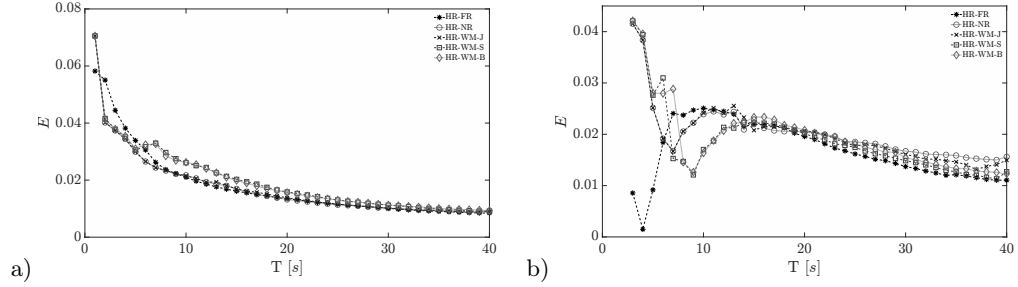 a)
E
0.08
0.06
0.04
0.02
0
0 10 20 30 40
T [s]
HR-FR
HR-NR
HR-WM-J
HR-WM-S
HR-WM-B
b)
E
0.04
0.03
0.02
0.01
0
0 10 20 30 40
T [s]
HR-FR
HR-NR
HR-WM-J
HR-WM-S
HR-WM-B